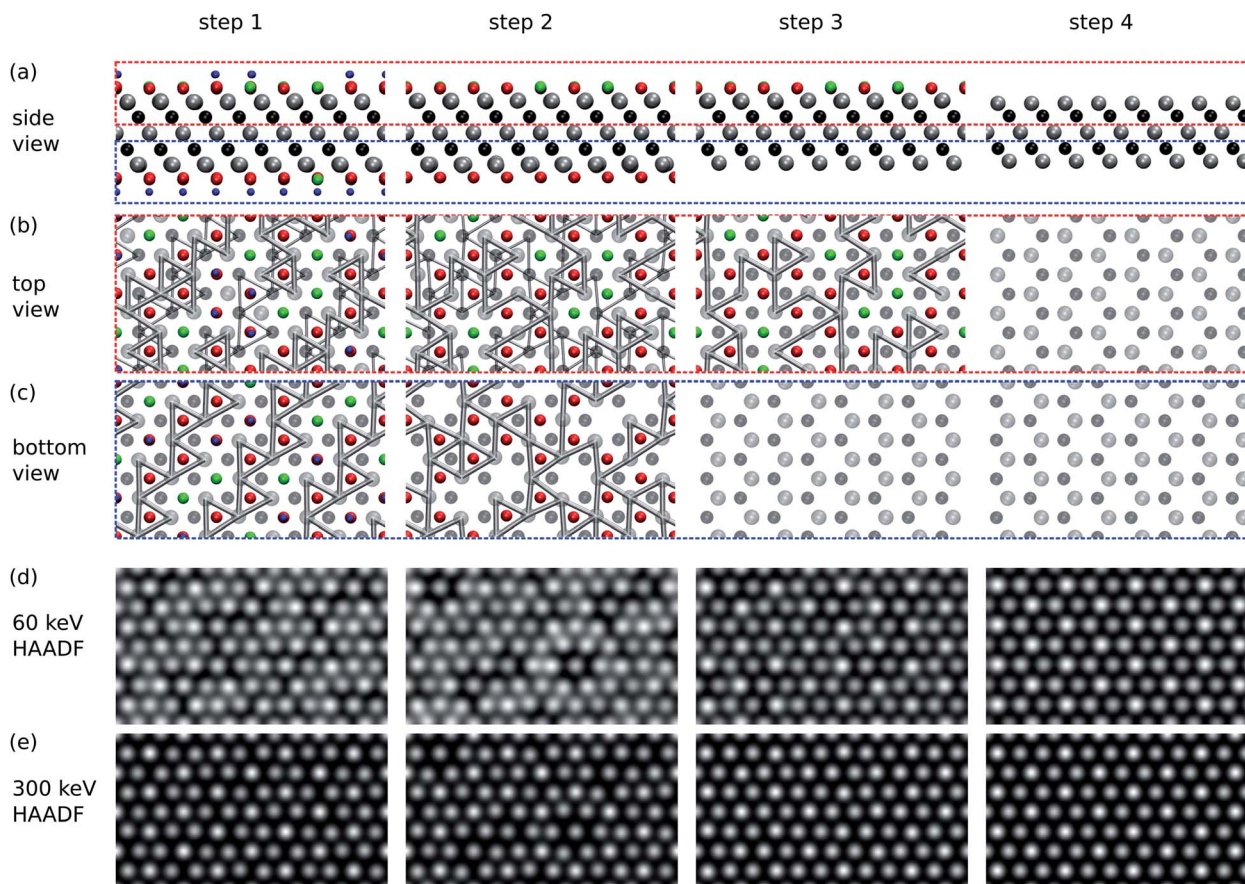 step 1
step 2
step 3
step 4
(a)
side
view
(b)
top
view
(c)
bottom
view
(d)
60 keV
HAADF
(e)
300 keV
HAADF